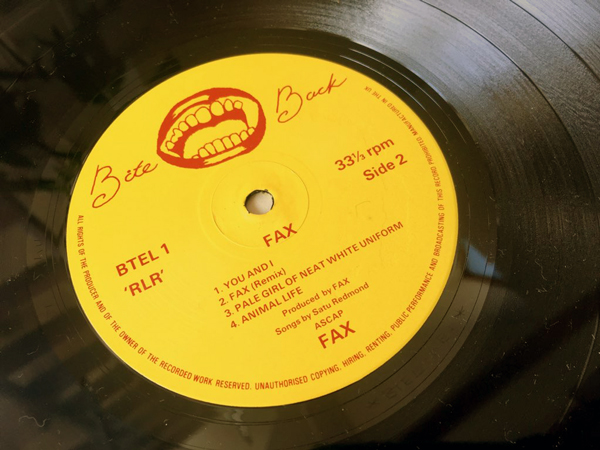 Bite Back
33⅓ rpm
Side 2
BTEL 1
'RLR'
FAX
1. YOU AND I
2. FAX (Remix)
3. PALE GIRL OF NEAT WHITE UNIFORM
4. ANIMAL LIFE
Produced by FAX
Songs by Satu Redmond
ASCAP
FAX
ALL RIGHTS OF THE PRODUCER AND OF THE OWNER OF THE RECORDED WORK RESERVED. UNAUTHORISED COPYING, HIRING, RENTING, PUBLIC PERFORMANCE AND BROADCASTING OF THIS RECORD PROHIBITED. MANUFACTURED IN THE UK